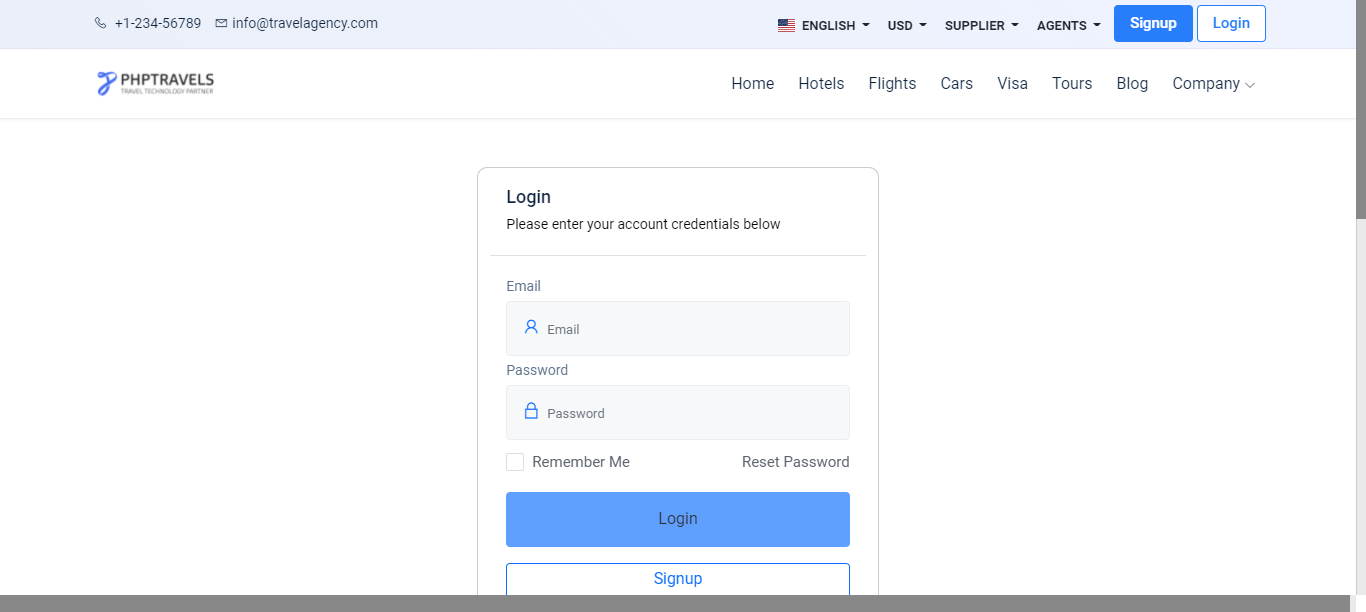 +1-234-56789 info@travelagency.com ENGLISH USD SUPPLIER AGENTS Signup Login
PHPTRAVELS
TRAVEL TECHNOLOGY PARTNER
Home Hotels Flights Cars Visa Tours Blog Company
Login
Please enter your account credentials below
Email
Email
Password
Password
Remember Me Reset Password
Login
Signup